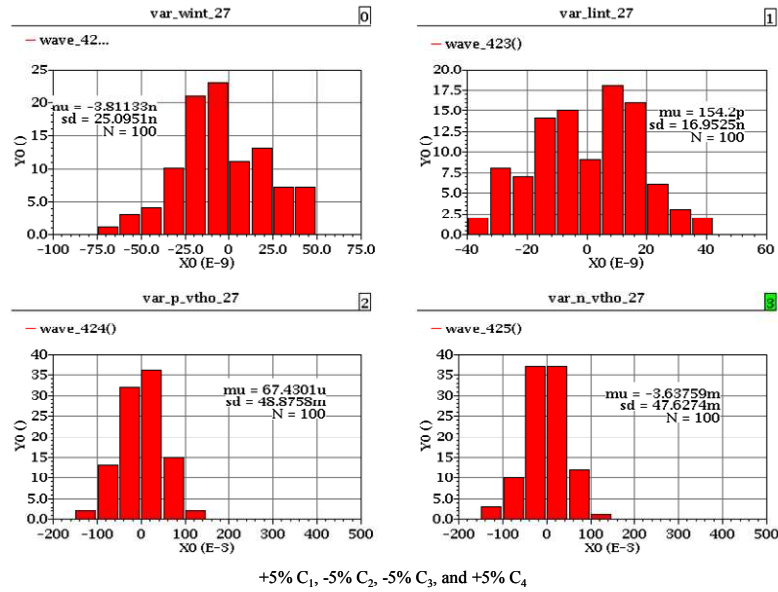 var_wint_27 0
— wave_42...
mu = -3.81133n
sd = 25.0951n
N = 100
Y0 ()
25
20
15
10
5.0
0.0
-100 -75.0 -50.0 -25.0 0 25.0 50.0 75.0
X0 (E-9)
var_lint_27 1
— wave_423()
mu = 154.2p
sd = 16.9525n
N = 100
Y0 ()
20.0
17.5
15.0
12.5
10.0
7.5
5.0
2.5
0.0
-40 -20 0 20 40 60
X0 (E-9)
var_p_vtho_27 2
— wave_424()
mu = 67.4301u
sd = 48.8758m
N = 100
Y0 ()
40
35
30
25
20
15
10
5.0
0.0
-200 -100 0 100 200 300 400 500
X0 (E-3)
var_n_vtho_27 3
— wave_425()
mu = -3.63759m
sd = 47.6274m
N = 100
Y0 ()
40
35
30
25
20
15
10
5.0
0.0
-200 -100 0 100 200 300 400 500
X0 (E-3)
+5% C₁, -5% C₂, -5% C₃, and +5% C₄